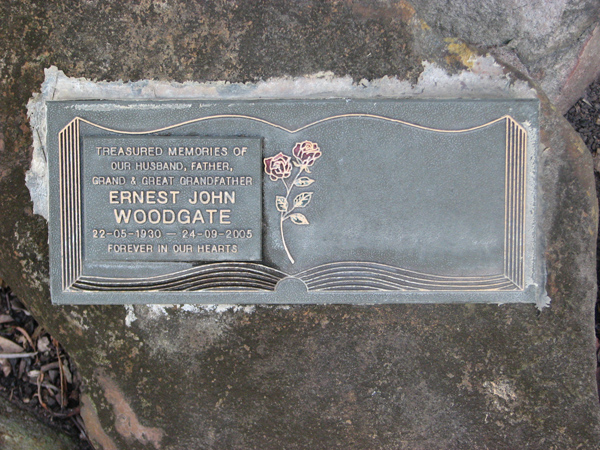 TREASURED MEMORIES OF
OUR HUSBAND, FATHER,
GRAND & GREAT GRANDFATHER
ERNEST JOHN
WOODGATE
22-05-1930 — 24-09-2005
FOREVER IN OUR HEARTS